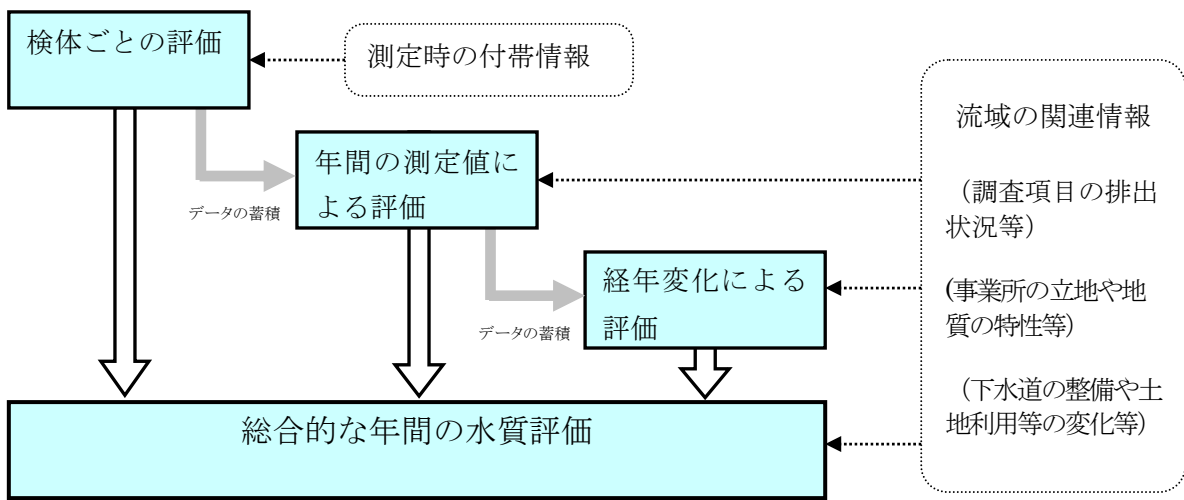 検体ごとの評価
測定時の付帯情報
流域の関連情報
(調査項目の排出
状況等)
(事業所の立地や地
質の特性等)
(下水道の整備や土
地利用等の変化等)
データの蓄積
年間の測定値に
よる評価
データの蓄積
経年変化による
評価
総合的な年間の水質評価